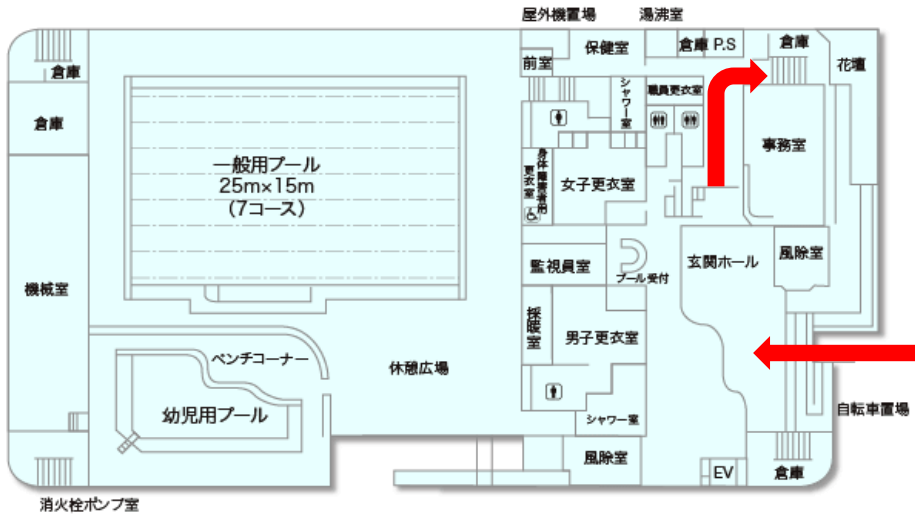 屋外機置場
湯沸室
倉庫
前室
保健室
倉庫 P.S
倉庫
花壇
シャワー室
職員更衣室
倉庫
事務室
一般用プール
25m×15m
(7コース)
身体障害者用
更衣室
女子更衣室
監視員室
プール受付
玄関ホール
風除室
機械室
採暖室
男子更衣室
ベンチコーナー
休憩広場
幼児用プール
自転車置場
シャワー室
風除室
EV
倉庫
消火栓ポンプ室